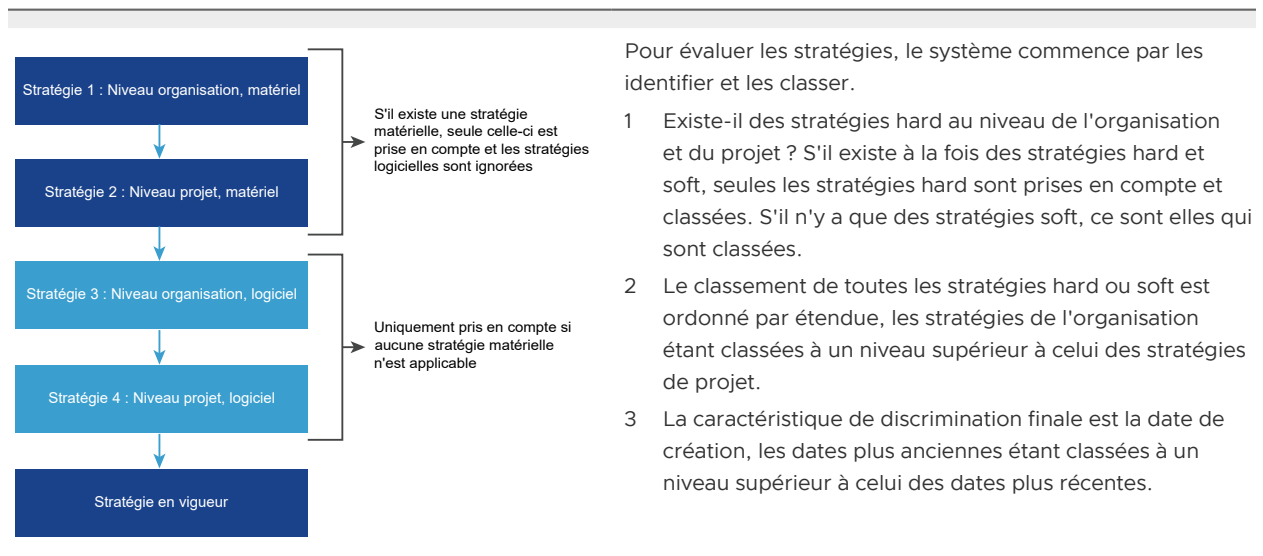 Stratégie 1 : Niveau organisation, matériel
Stratégie 2 : Niveau projet, matériel
S'il existe une stratégie
matérielle, seule celle-ci est
prise en compte et les stratégies
logicielles sont ignorées
Stratégie 3 : Niveau organisation, logiciel
Stratégie 4 : Niveau projet, logiciel
Uniquement pris en compte si
aucune stratégie matérielle
n'est applicable
Stratégie en vigueur
Pour évaluer les stratégies, le système commence par les
identifier et les classer.
1 Existe-il des stratégies hard au niveau de l'organisation
et du projet ? S'il existe à la fois des stratégies hard et
soft, seules les stratégies hard sont prises en compte et
classées. S'il n'y a que des stratégies soft, ce sont elles qui
sont classées.
2 Le classement de toutes les stratégies hard ou soft est
ordonné par étendue, les stratégies de l'organisation
étant classées à un niveau supérieur à celui des stratégies
de projet.
3 La caractéristique de discrimination finale est la date de
création, les dates plus anciennes étant classées à un
niveau supérieur à celui des dates plus récentes.